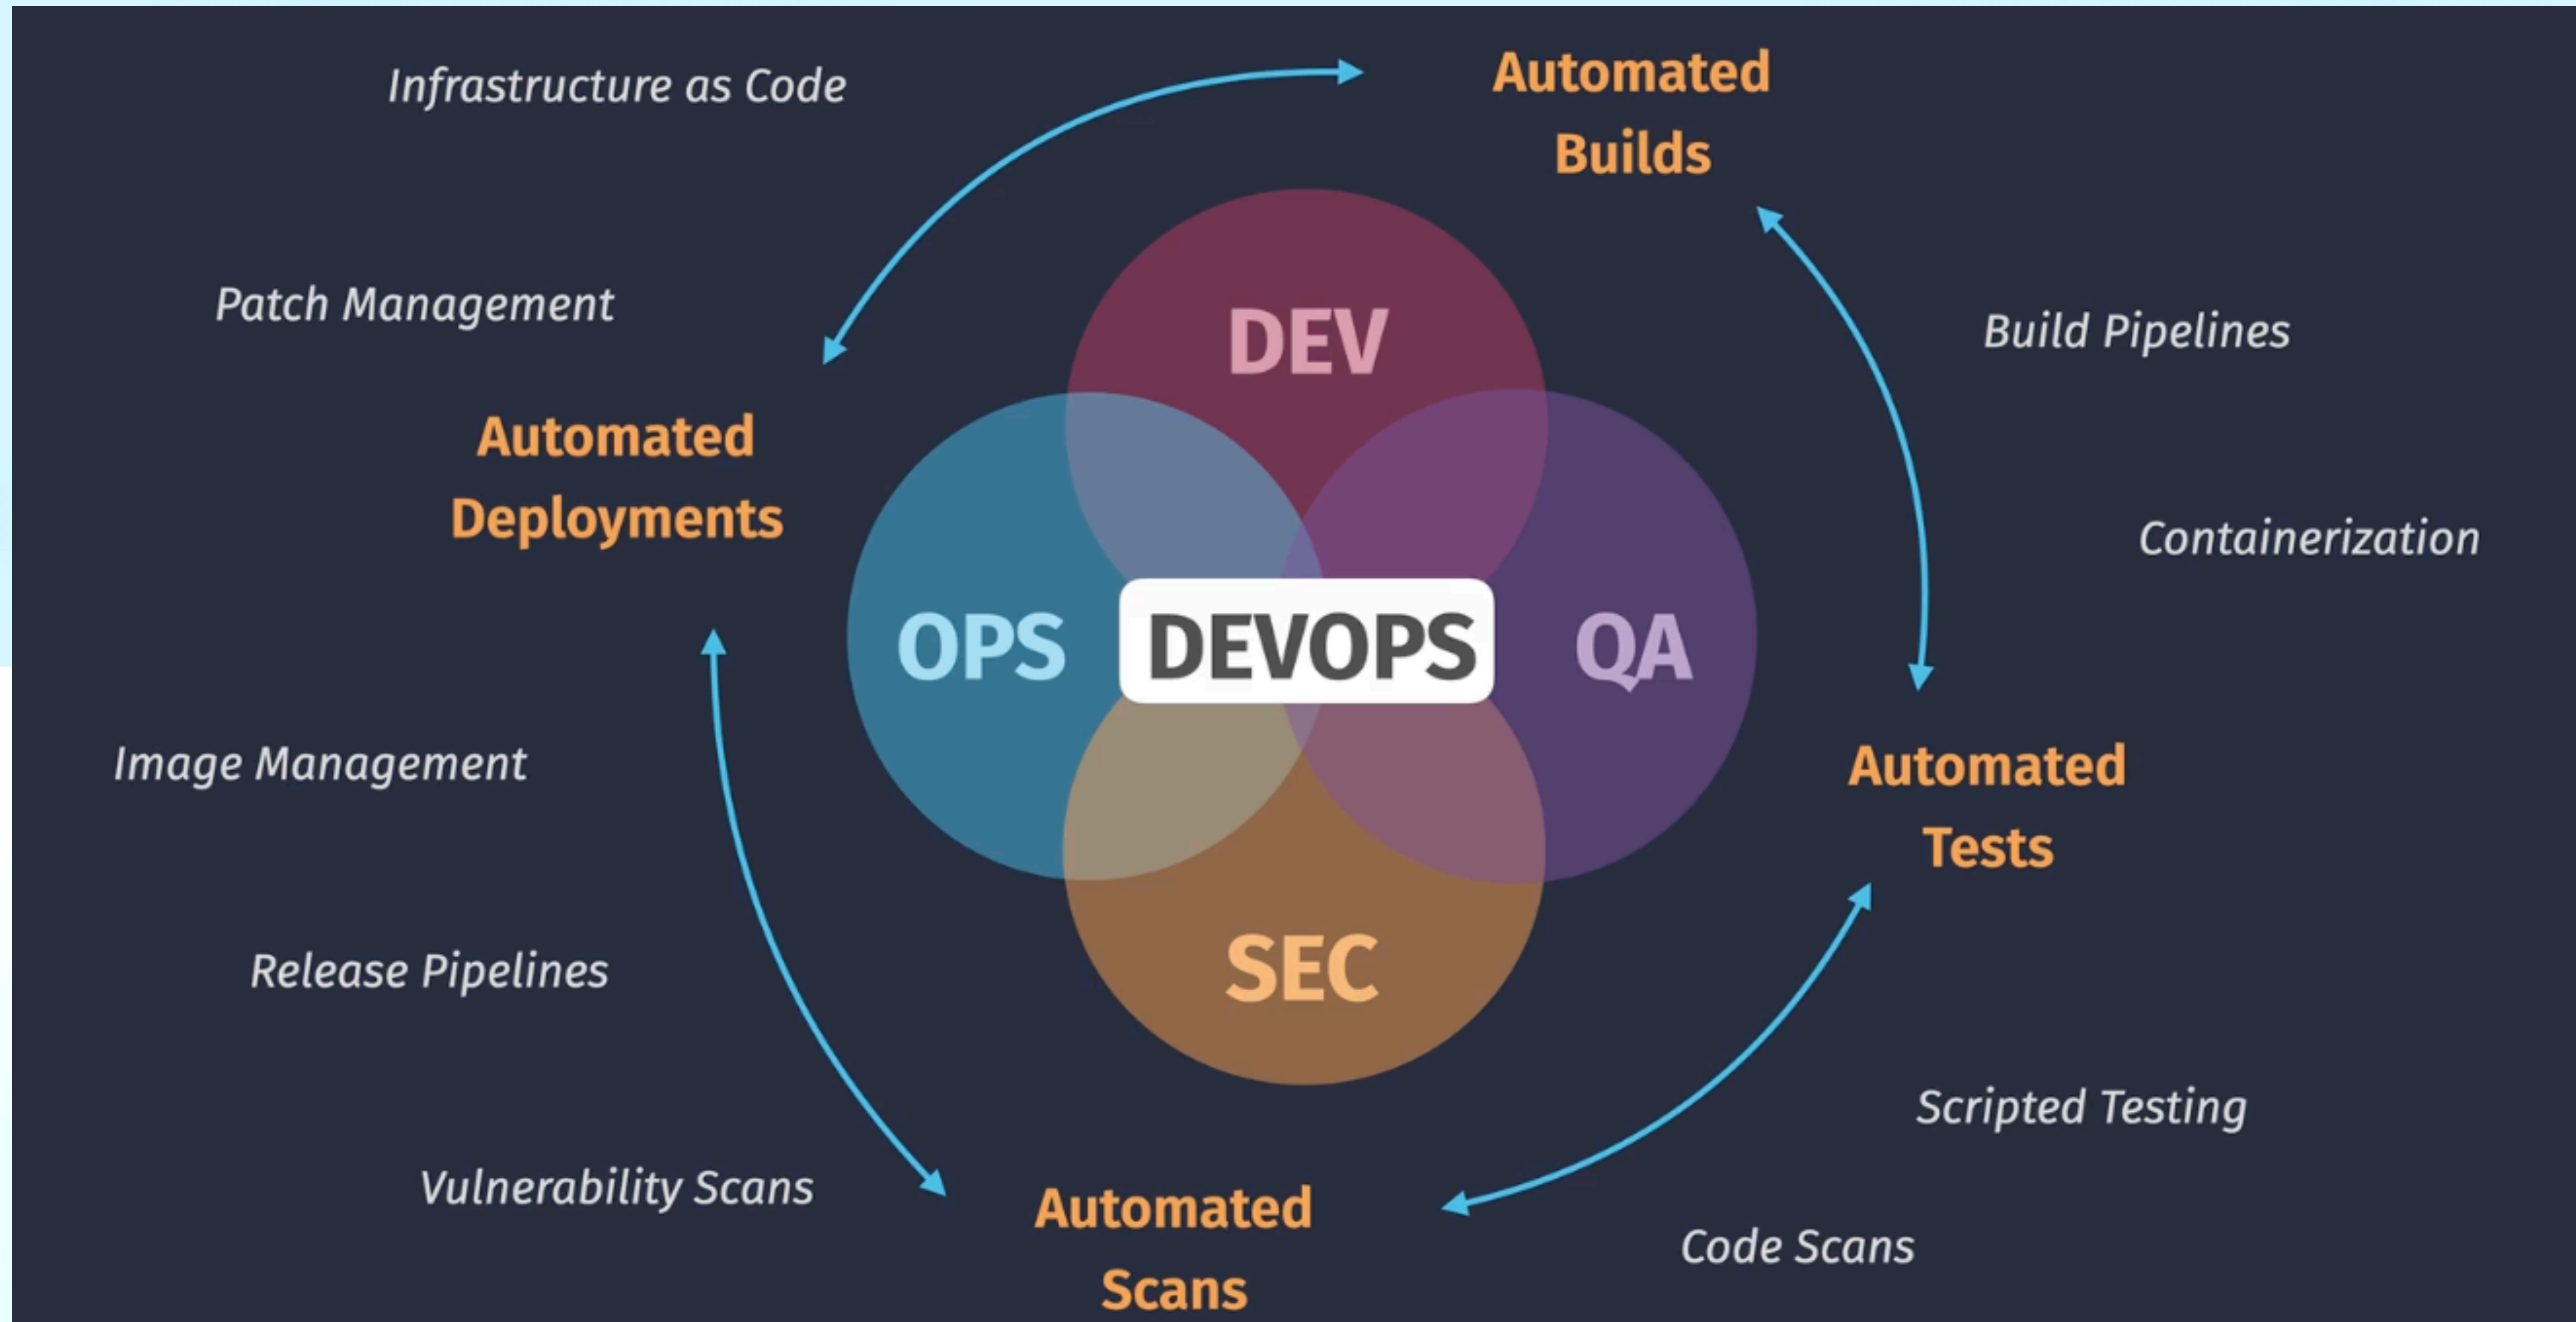 Infrastructure as Code
Automated
Builds
Patch Management
DEV
Build Pipelines
Automated
Deployments
Containerization
OPS
DEVOPS
QA
Image Management
Automated
Tests
Release Pipelines
SEC
Scripted Testing
Vulnerability Scans
Automated
Scans
Code Scans